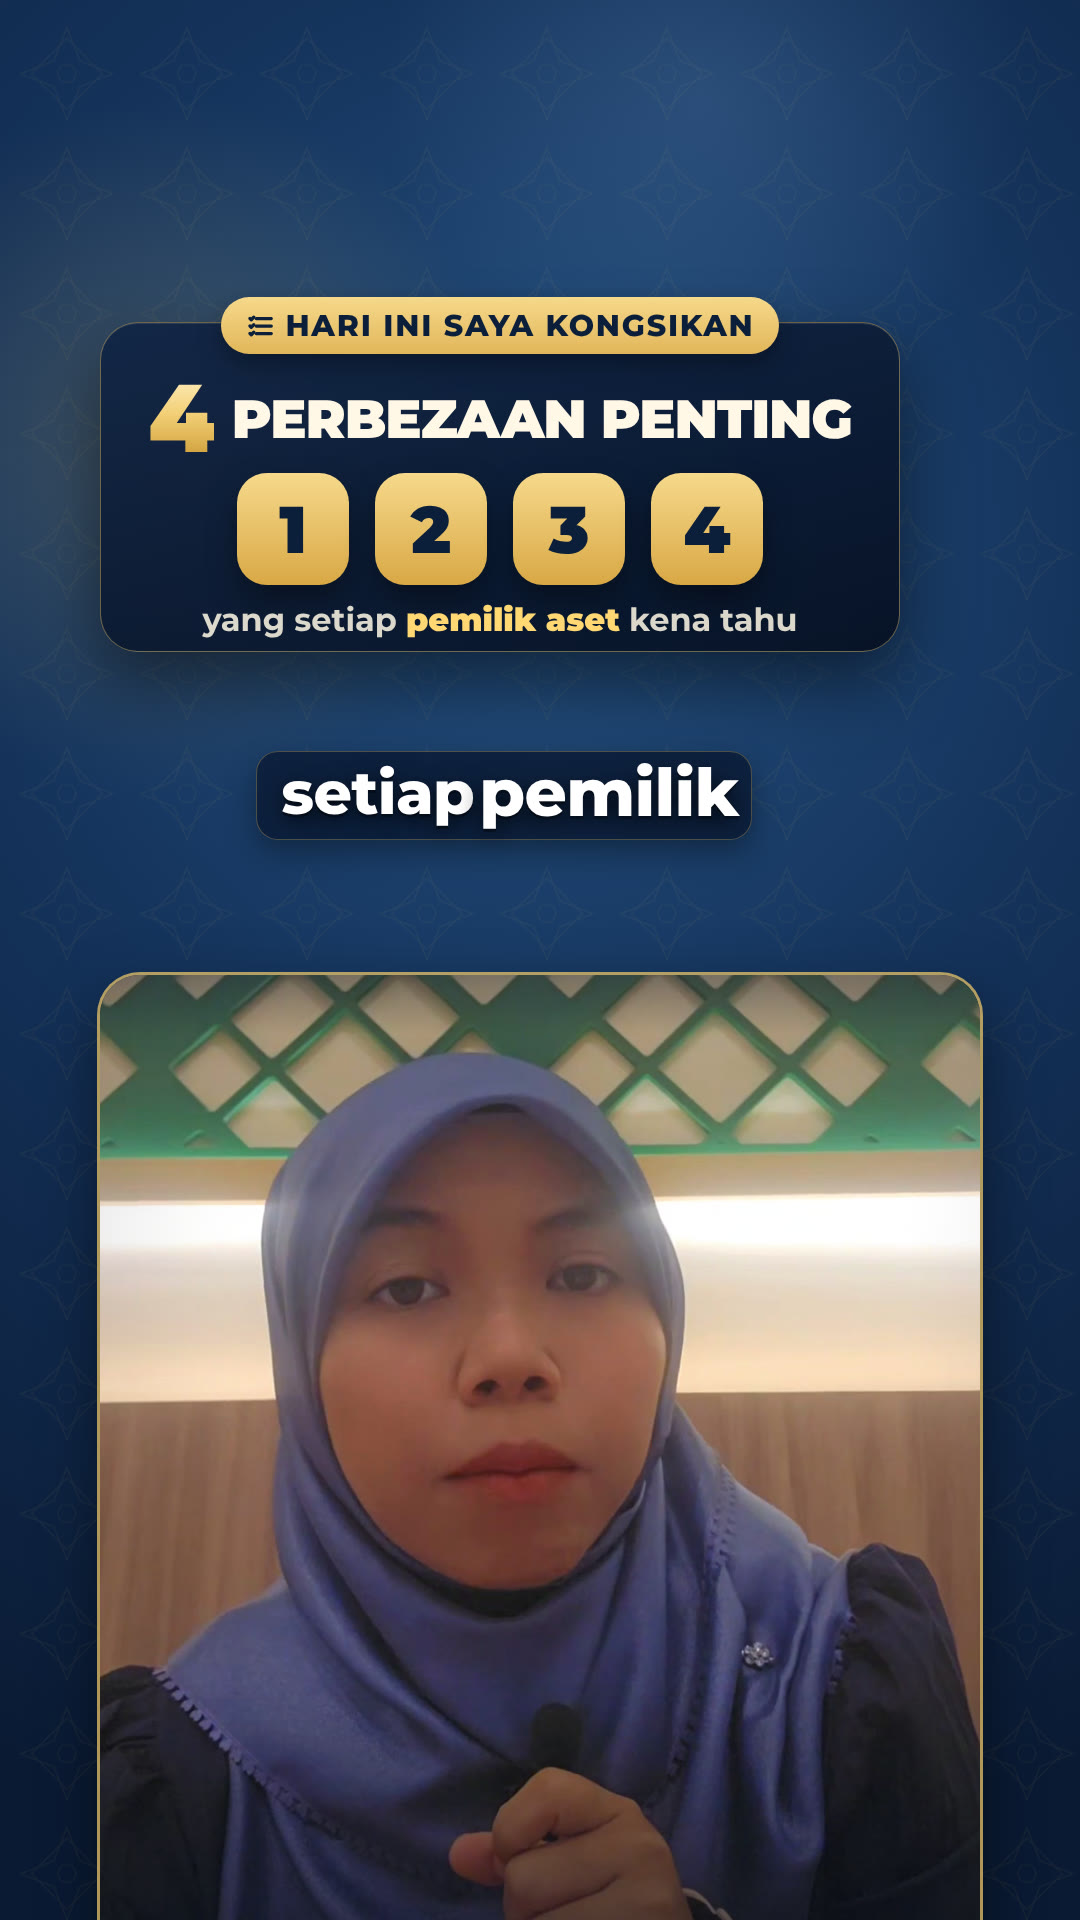 HARI INI SAYA KONGSIKAN
4 PERBEZAAN PENTING
1 2 3 4
yang setiap pemilik aset kena tahu
setiap pemilik